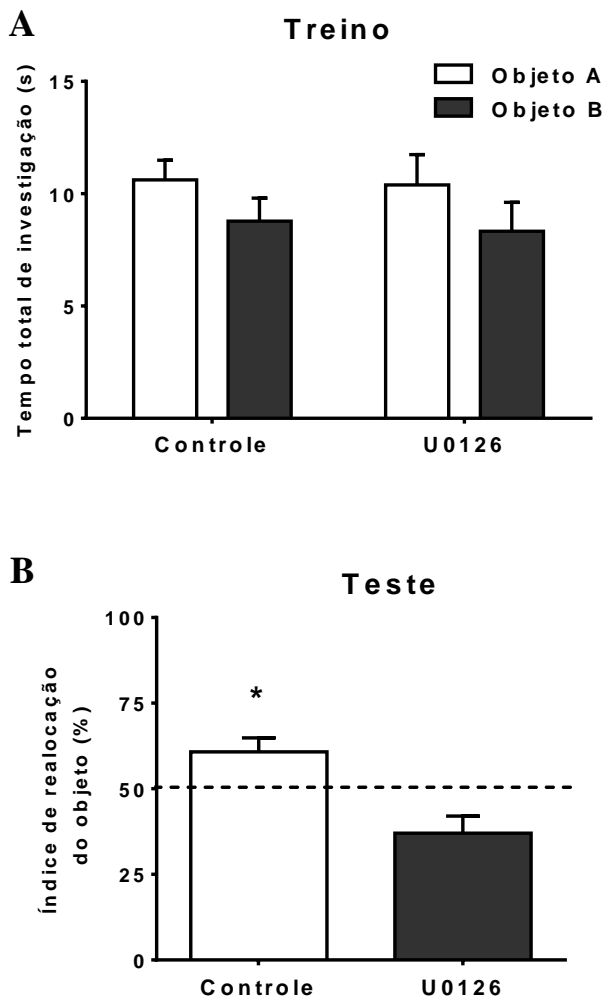 A
Treino
Objeto A
Objeto B
Tempo total de investigação (s)
15
10
5
0
Controle
U0126
B
Teste
Índice de realocação
do objeto (%)
100
75
*
50
25
0
Controle
U0126